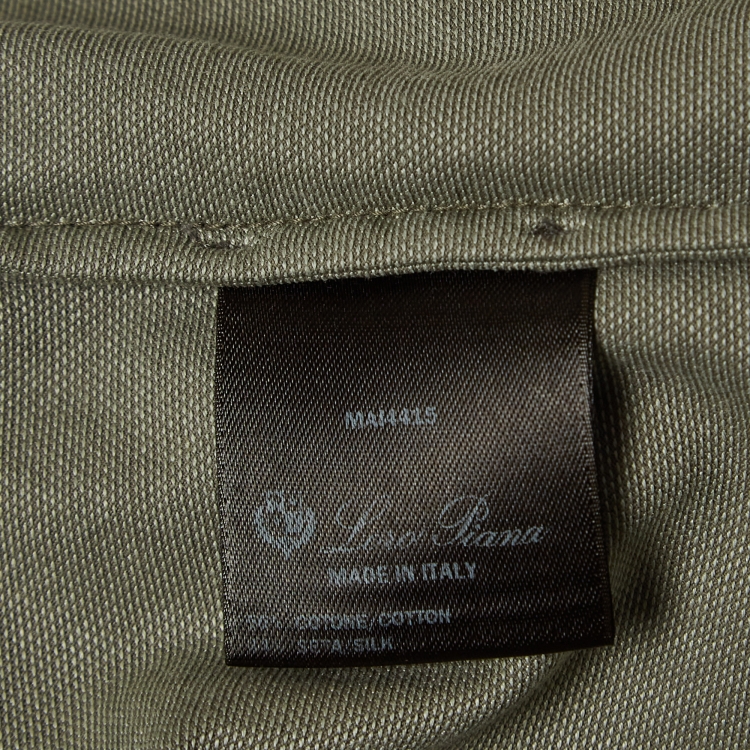 MAI4415
Loro Piana
MADE IN ITALY
COTONE/COTTON
SETA/SILK